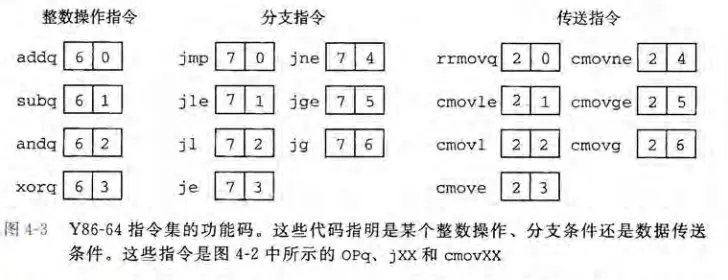 整数操作指令 分支指令 传送指令
addq 6 0 jmp 7 0 jne 7 4 rrmovq 2 0 cmovne 2 4
subq 6 1 jle 7 1 jge 7 5 cmovle 2 1 cmovge 2 5
andq 6 2 jl 7 2 jg 7 6 cmovl 2 2 cmovg 2 6
xorq 6 3 je 7 3 cmove 2 3
图 4-3 Y86-64 指令集的功能码。这些代码指明是某个整数操作、分支条件还是数据传送
条件。这些指令是图 4-2 中所示的 OPq、jXX 和 cmovXX